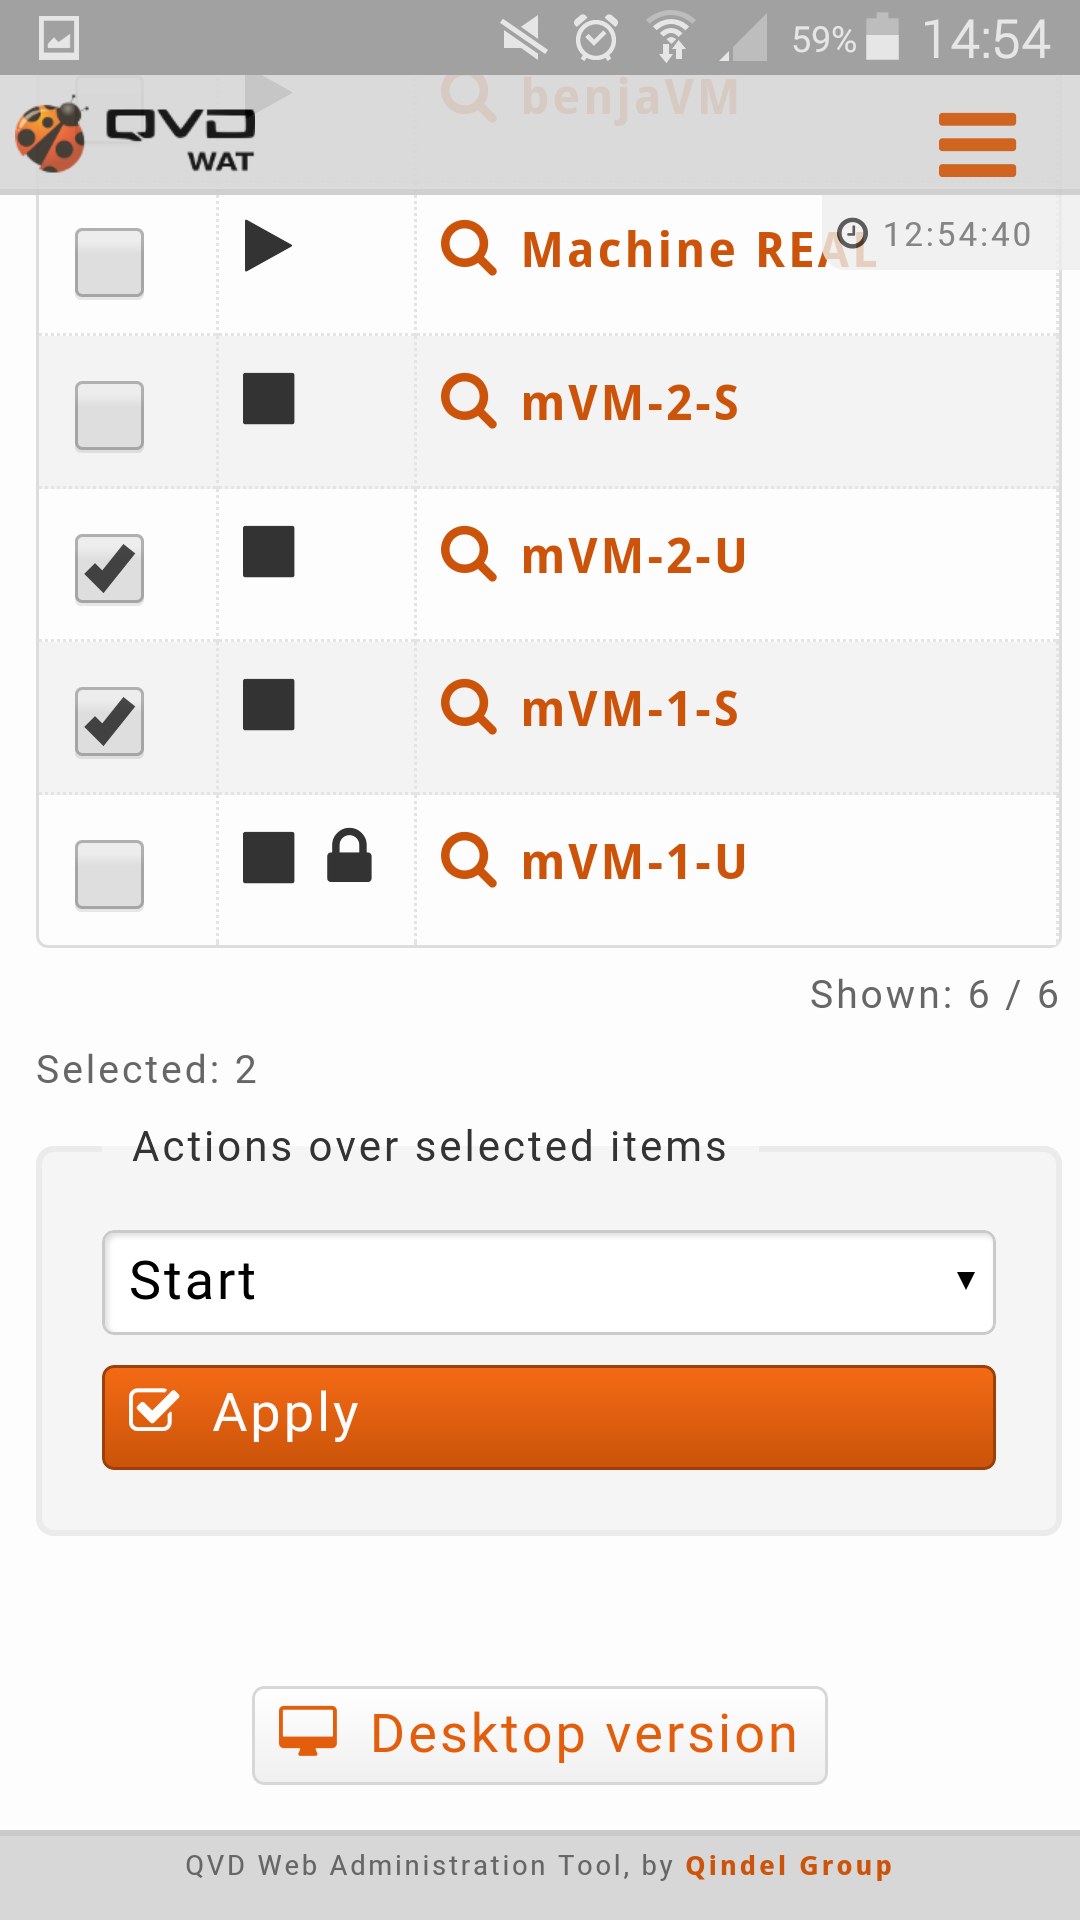 59% 14:54
QVD
WAT
benjaVM
Machine REAL
12:54:40
mVM-2-S
mVM-2-U
mVM-1-S
mVM-1-U
Shown: 6 / 6
Selected: 2
Actions over selected items
Start
Apply
Desktop version
QVD Web Administration Tool, by Qindel Group